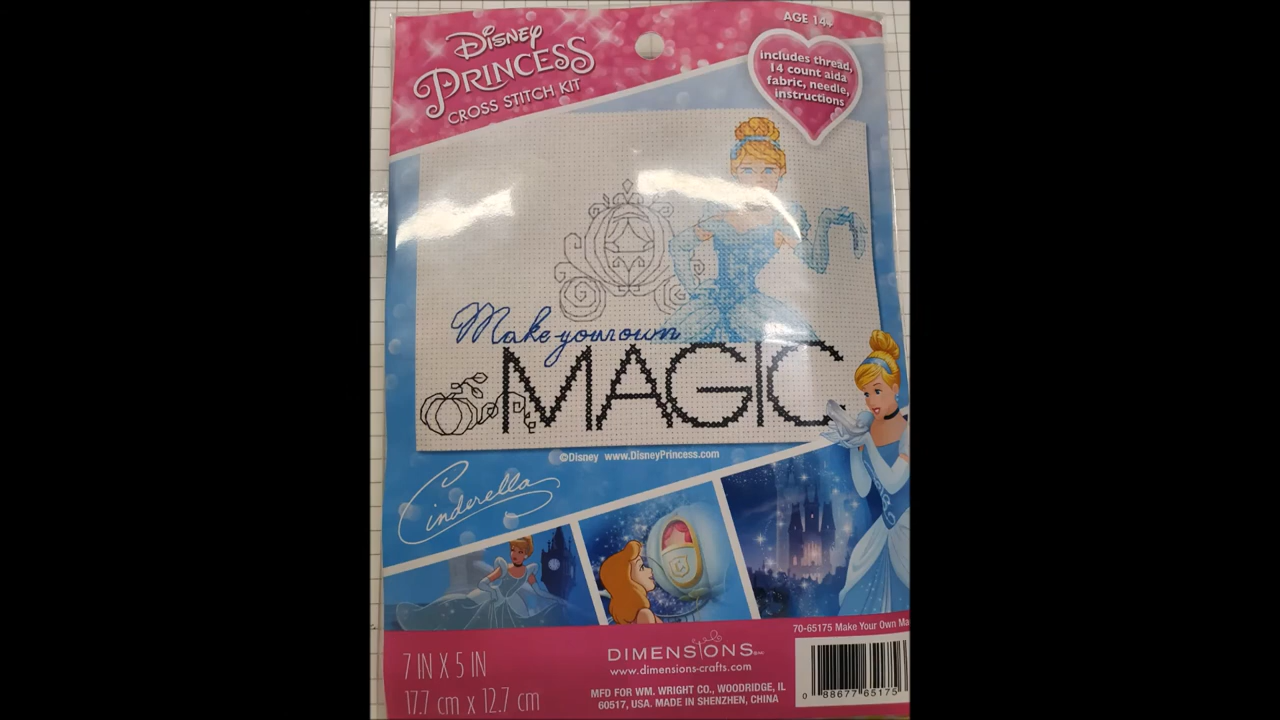 AGE 14+
Disney
PRINCESS
CROSS STITCH KIT
includes thread,
14 count aida
fabric, needle,
instructions
Make your own
MAGIC
©Disney www.DisneyPrincess.com
Cinderella
70-65175 Make Your Own Ma
7 IN X 5 IN
17.7 cm x 12.7 cm
DIMENSIONS
www.dimensions-crafts.com
MFD FOR WM. WRIGHT CO., WOODRIDGE, IL
60517, USA. MADE IN SHENZHEN, CHINA
0 88677 65175